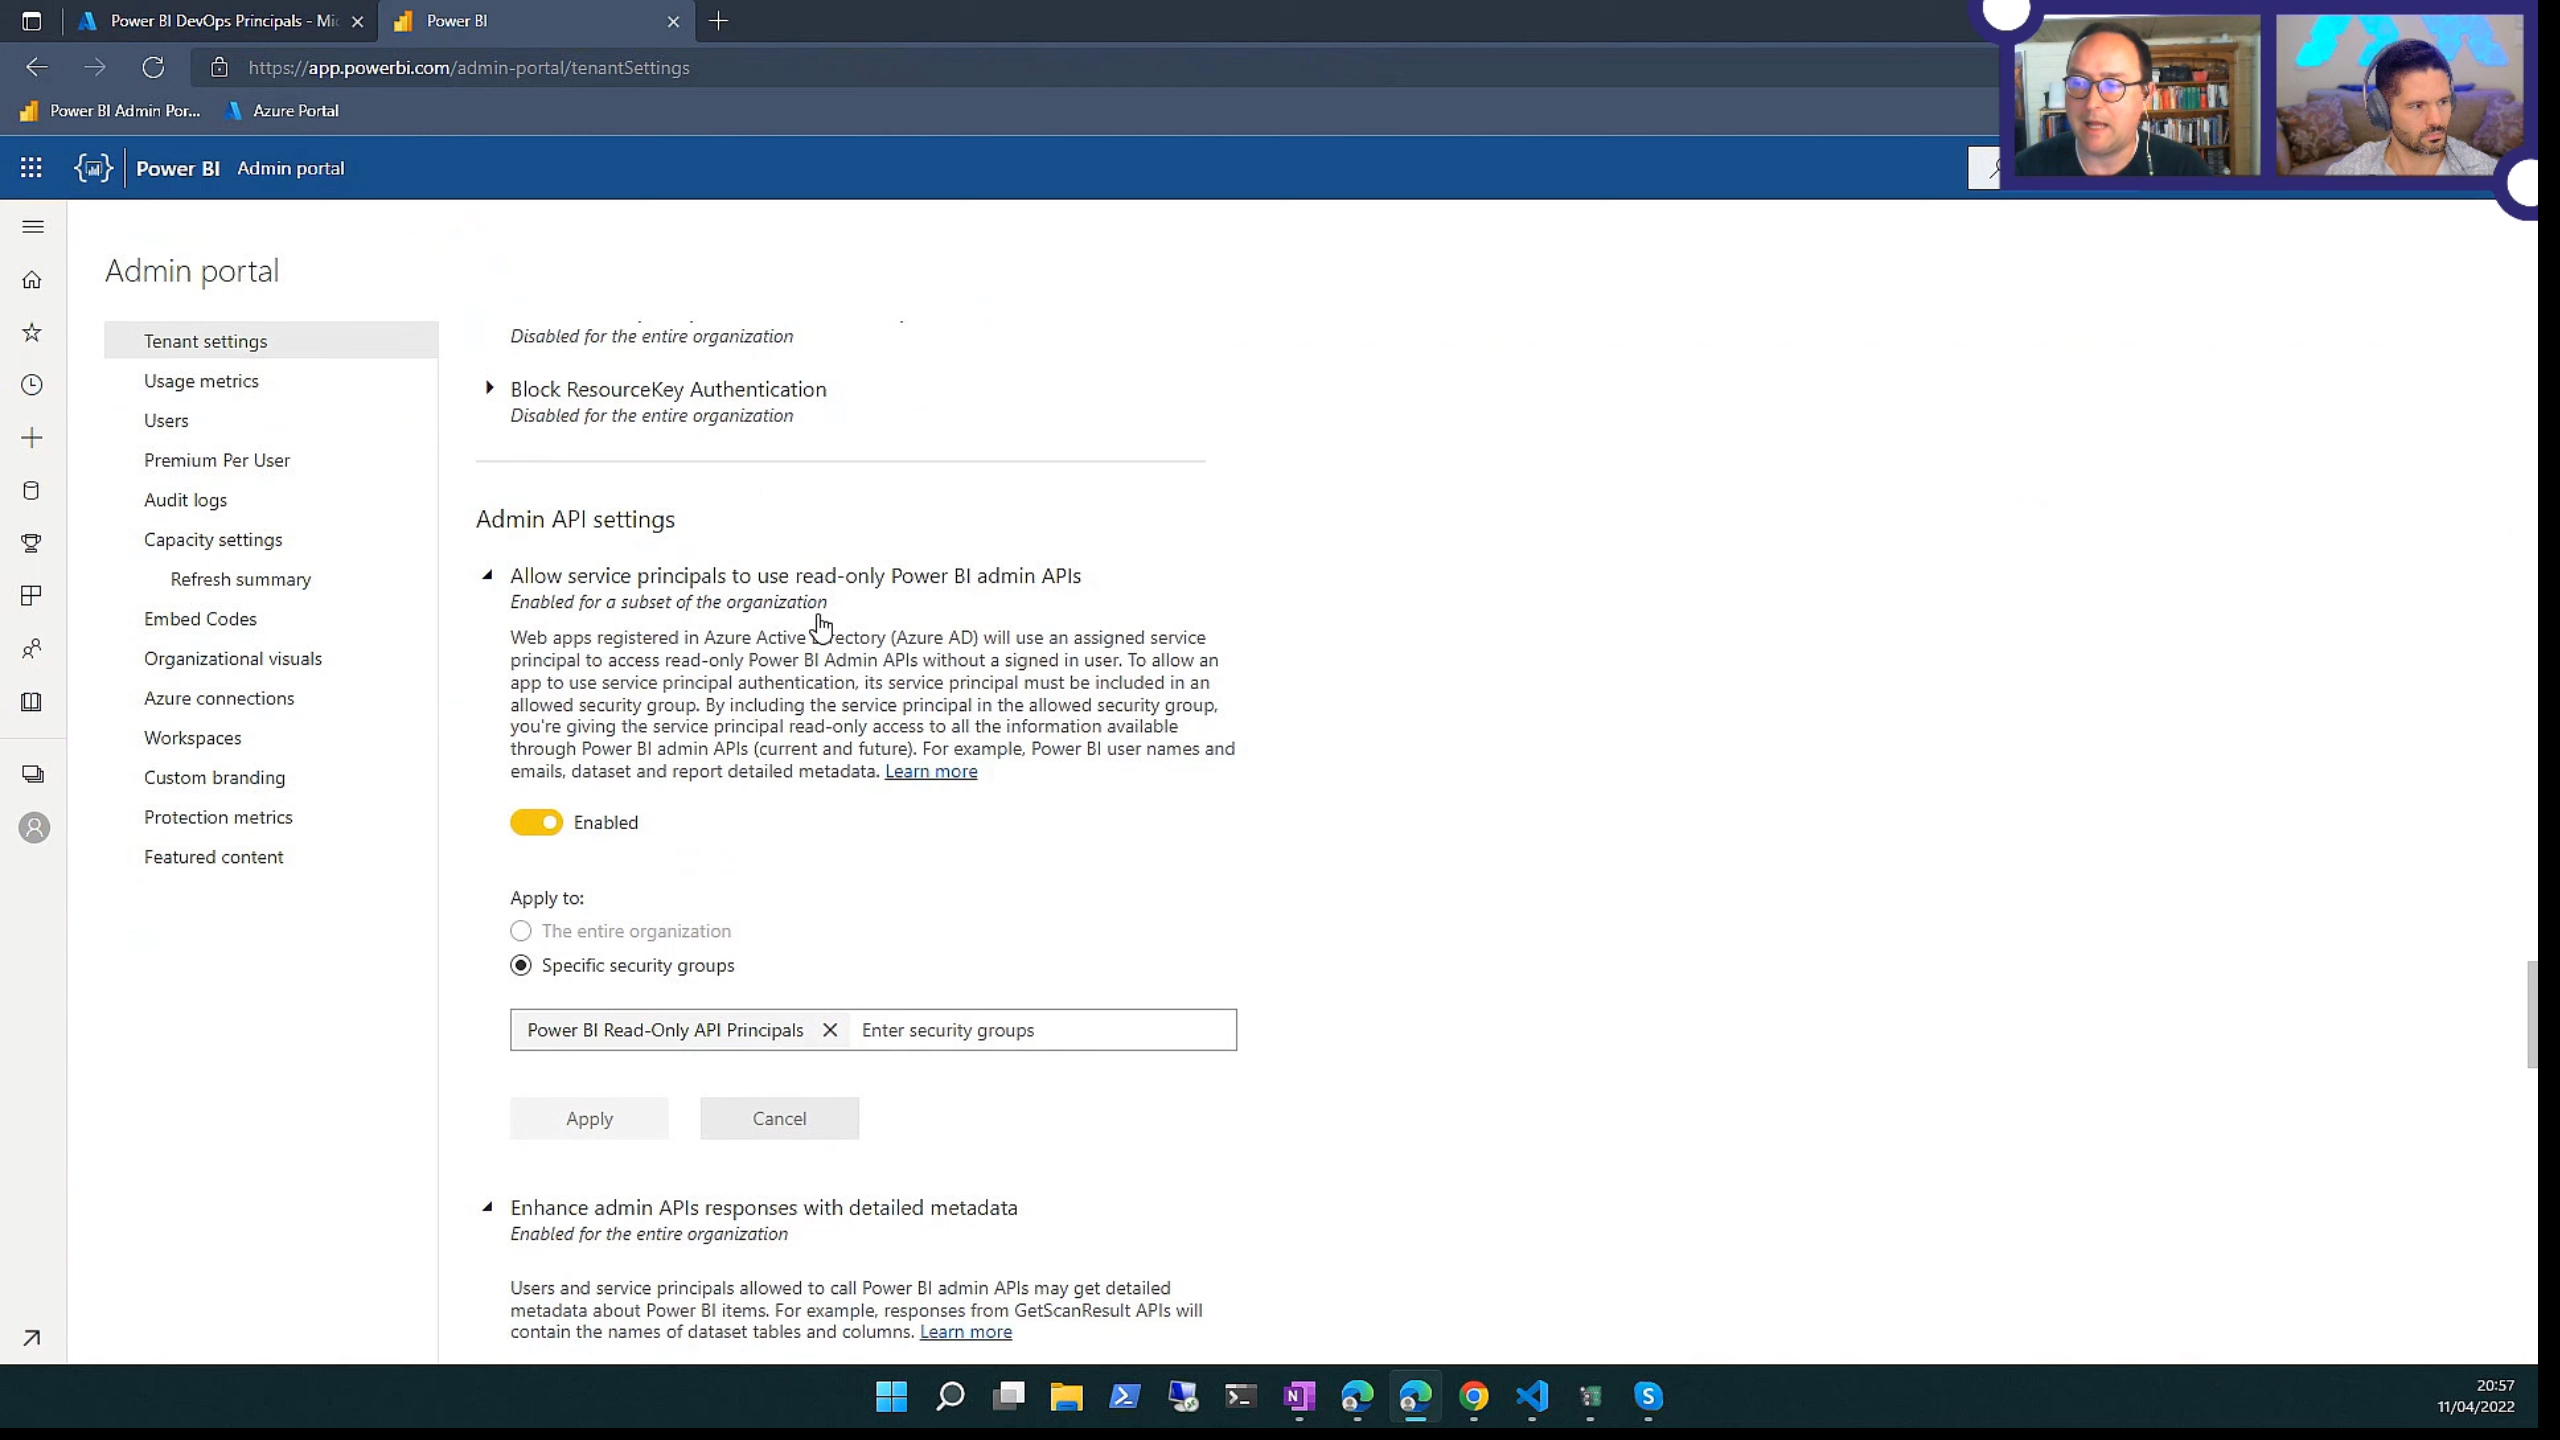 Power BI DevOps Principals - Mic
Power BI
https://app.powerbi.com/admin-portal/tenantSettings
Power BI Admin Por...
Azure Portal
Power BI
Admin portal
Admin portal
Tenant settings
Usage metrics
Users
Premium Per User
Audit logs
Capacity settings
Refresh summary
Embed Codes
Organizational visuals
Azure connections
Workspaces
Custom branding
Protection metrics
Featured content
Disabled for the entire organization
Block ResourceKey Authentication
Disabled for the entire organization
Admin API settings
Allow service principals to use read-only Power BI admin APIs
Enabled for a subset of the organization
Web apps registered in Azure Active Directory (Azure AD) will use an assigned service
principal to access read-only Power BI Admin APIs without a signed in user. To allow an
app to use service principal authentication, its service principal must be included in an
allowed security group. By including the service principal in the allowed security group,
you're giving the service principal read-only access to all the information available
through Power BI admin APIs (current and future). For example, Power BI user names and
emails, dataset and report detailed metadata. Learn more
Enabled
Apply to:
The entire organization
Specific security groups
Power BI Read-Only API Principals
Enter security groups
Apply
Cancel
Enhance admin APIs responses with detailed metadata
Enabled for the entire organization
Users and service principals allowed to call Power BI admin APIs may get detailed
metadata about Power BI items. For example, responses from GetScanResult APIs will
contain the names of dataset tables and columns. Learn more
20:57
11/04/2022